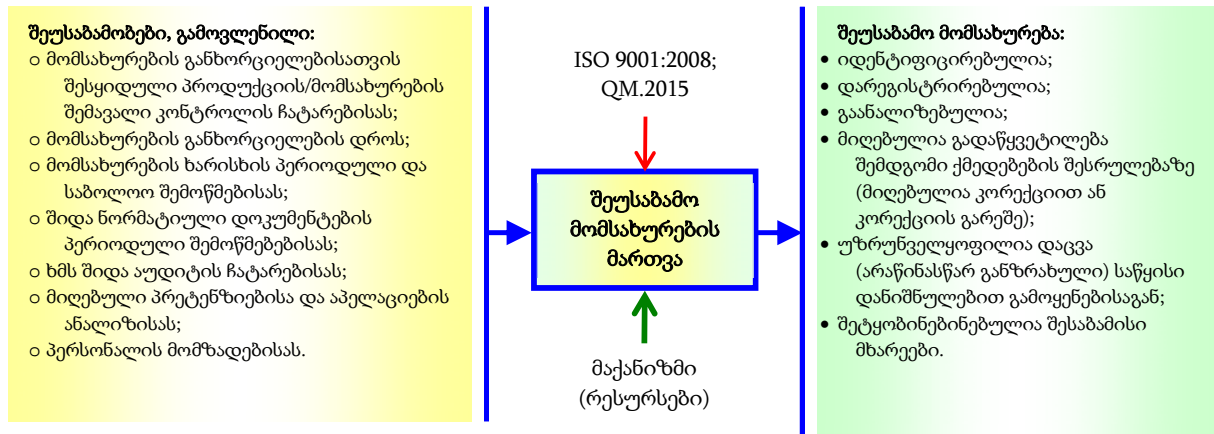 შეუსაბამობები, გამოვლენილი:
o მომსახურების განხორციელებისათვის
შესყიდული პროდუქციის/მომსახურების
შემავალი კონტროლის ჩატარებისას;
o მომსახურების განხორციელების დროს;
o მომსახურების ხარისხის პერიოდული და
საბოლოო შემოწმებისას;
o შიდა ნორმატიული დოკუმენტების
პერიოდული შემოწმებებისას;
o ხმს შიდა აუდიტის ჩატარებისას;
o მიღებული პრეტენზიებისა და აპელაციების
ანალიზისას;
o პერსონალის მომზადებისას.
ISO 9001:2008;
QM.2015
შეუსაბამო
მომსახურების
მართვა
მაქანიზმი
(რესურსები)
შეუსაბამო მომსახურება:
• იდენტიფიცირებულია;
• დარეგისტრირებულია;
• გაანალიზებულია;
• მიღებულია გადაწყვეტილება
შემდგომი ქმედებების შესრულებაზე
(მიღებულია კორექციით ან
კორექციის გარეშე);
• უზრუნველყოფილია დაცვა
(არაწინასწარ განზრახული) საწყისი
დანიშნულებით გამოყენებისაგან;
• შეტყობინებინებულია შესაბამისი
მხარეები.